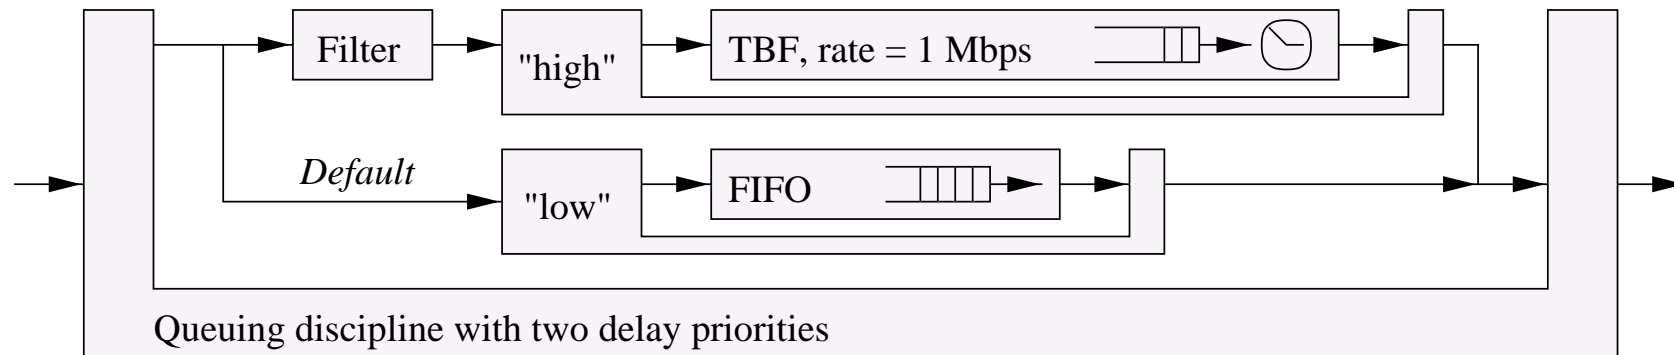 Filter
"high"
TBF, rate = 1 Mbps
Default
"low"
FIFO
Queuing discipline with two delay priorities